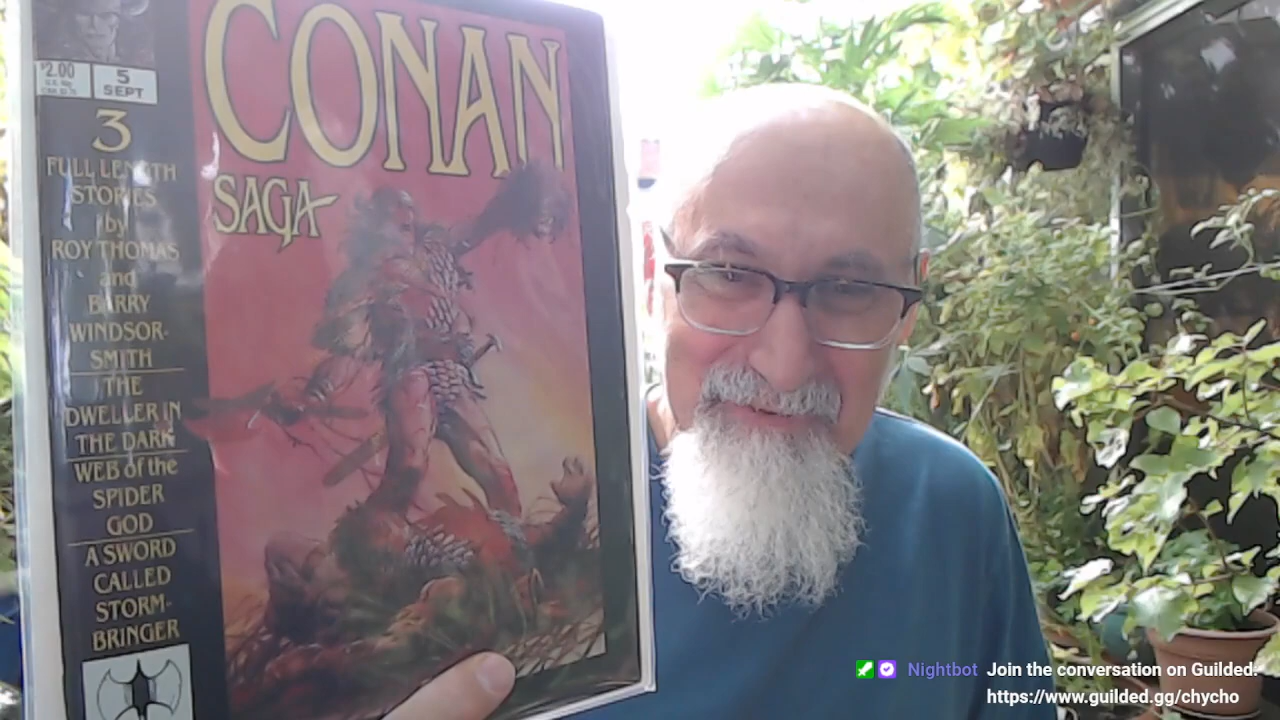 CONAN
SAGA
$2.00
5
SEPT
3
FULL LENGTH
STORIES
by
ROY THOMAS
and
BARRY
WINDSOR-
SMITH
THE
DWELLER IN
THE DARK
WEB of the
SPIDER
GOD
A SWORD
CALLED
STORM-
BRINGER
Nightbot Join the conversation on Guilded:
https://www.guilded.gg/chycho